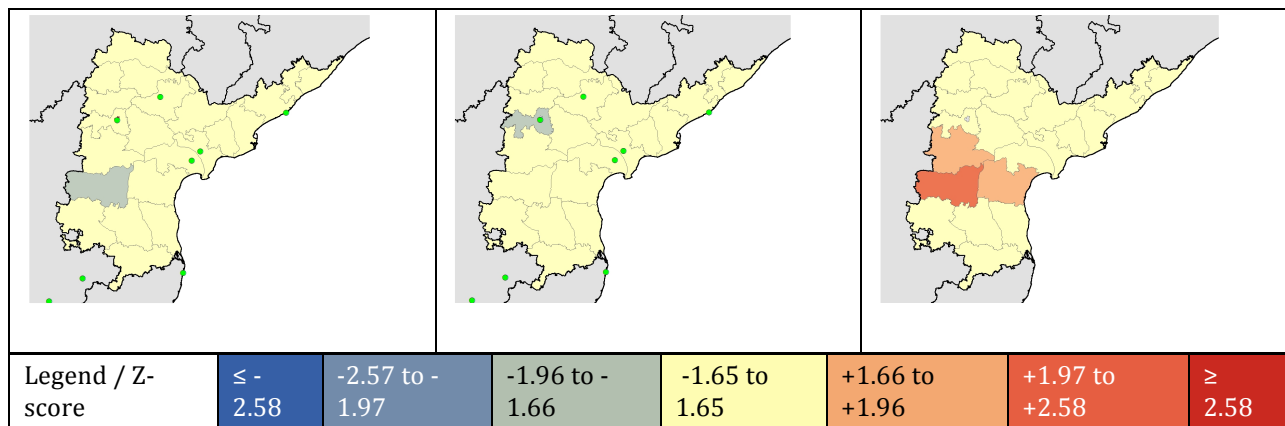 Legend / Z-
score
≤ -
2.58
-2.57 to -
1.97
-1.96 to -
1.66
-1.65 to
1.65
+1.66 to
+1.96
+1.97 to
+2.58
≥
2.58